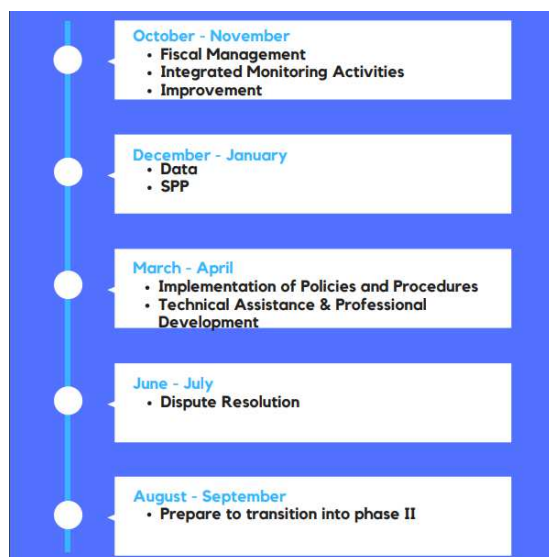 October - November
• Fiscal Management
• Integrated Monitoring Activities
• Improvement
December - January
• Data
• SPP
March - April
• Implementation of Policies and Procedures
• Technical Assistance & Professional
Development
June - July
• Dispute Resolution
August - September
• Prepare to transition into phase II